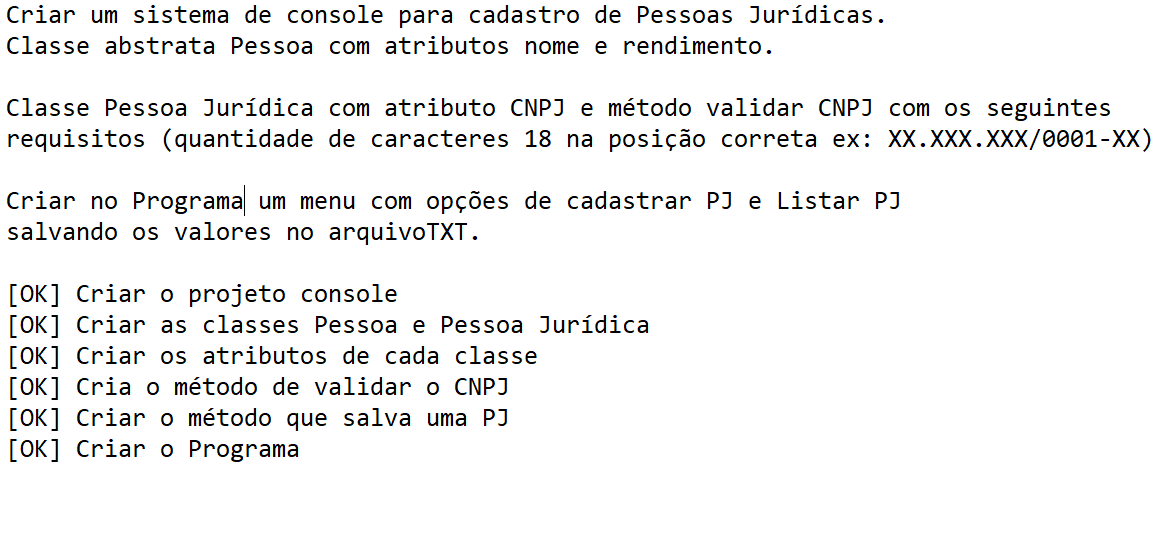 Criar um sistema de console para cadastro de Pessoas Jurídicas.
Classe abstrata Pessoa com atributos nome e rendimento.
Classe Pessoa Jurídica com atributo CNPJ e método validar CNPJ com os seguintes
requisitos (quantidade de caracteres 18 na posição correta ex: XX.XXX.XXX/0001-XX)
Criar no Programa um menu com opções de cadastrar PJ e Listar PJ
salvando os valores no arquivoTXT.
[OK] Criar o projeto console
[OK] Criar as classes Pessoa e Pessoa Jurídica
[OK] Criar os atributos de cada classe
[OK] Cria o método de validar o CNPJ
[OK] Criar o método que salva uma PJ
[OK] Criar o Programa